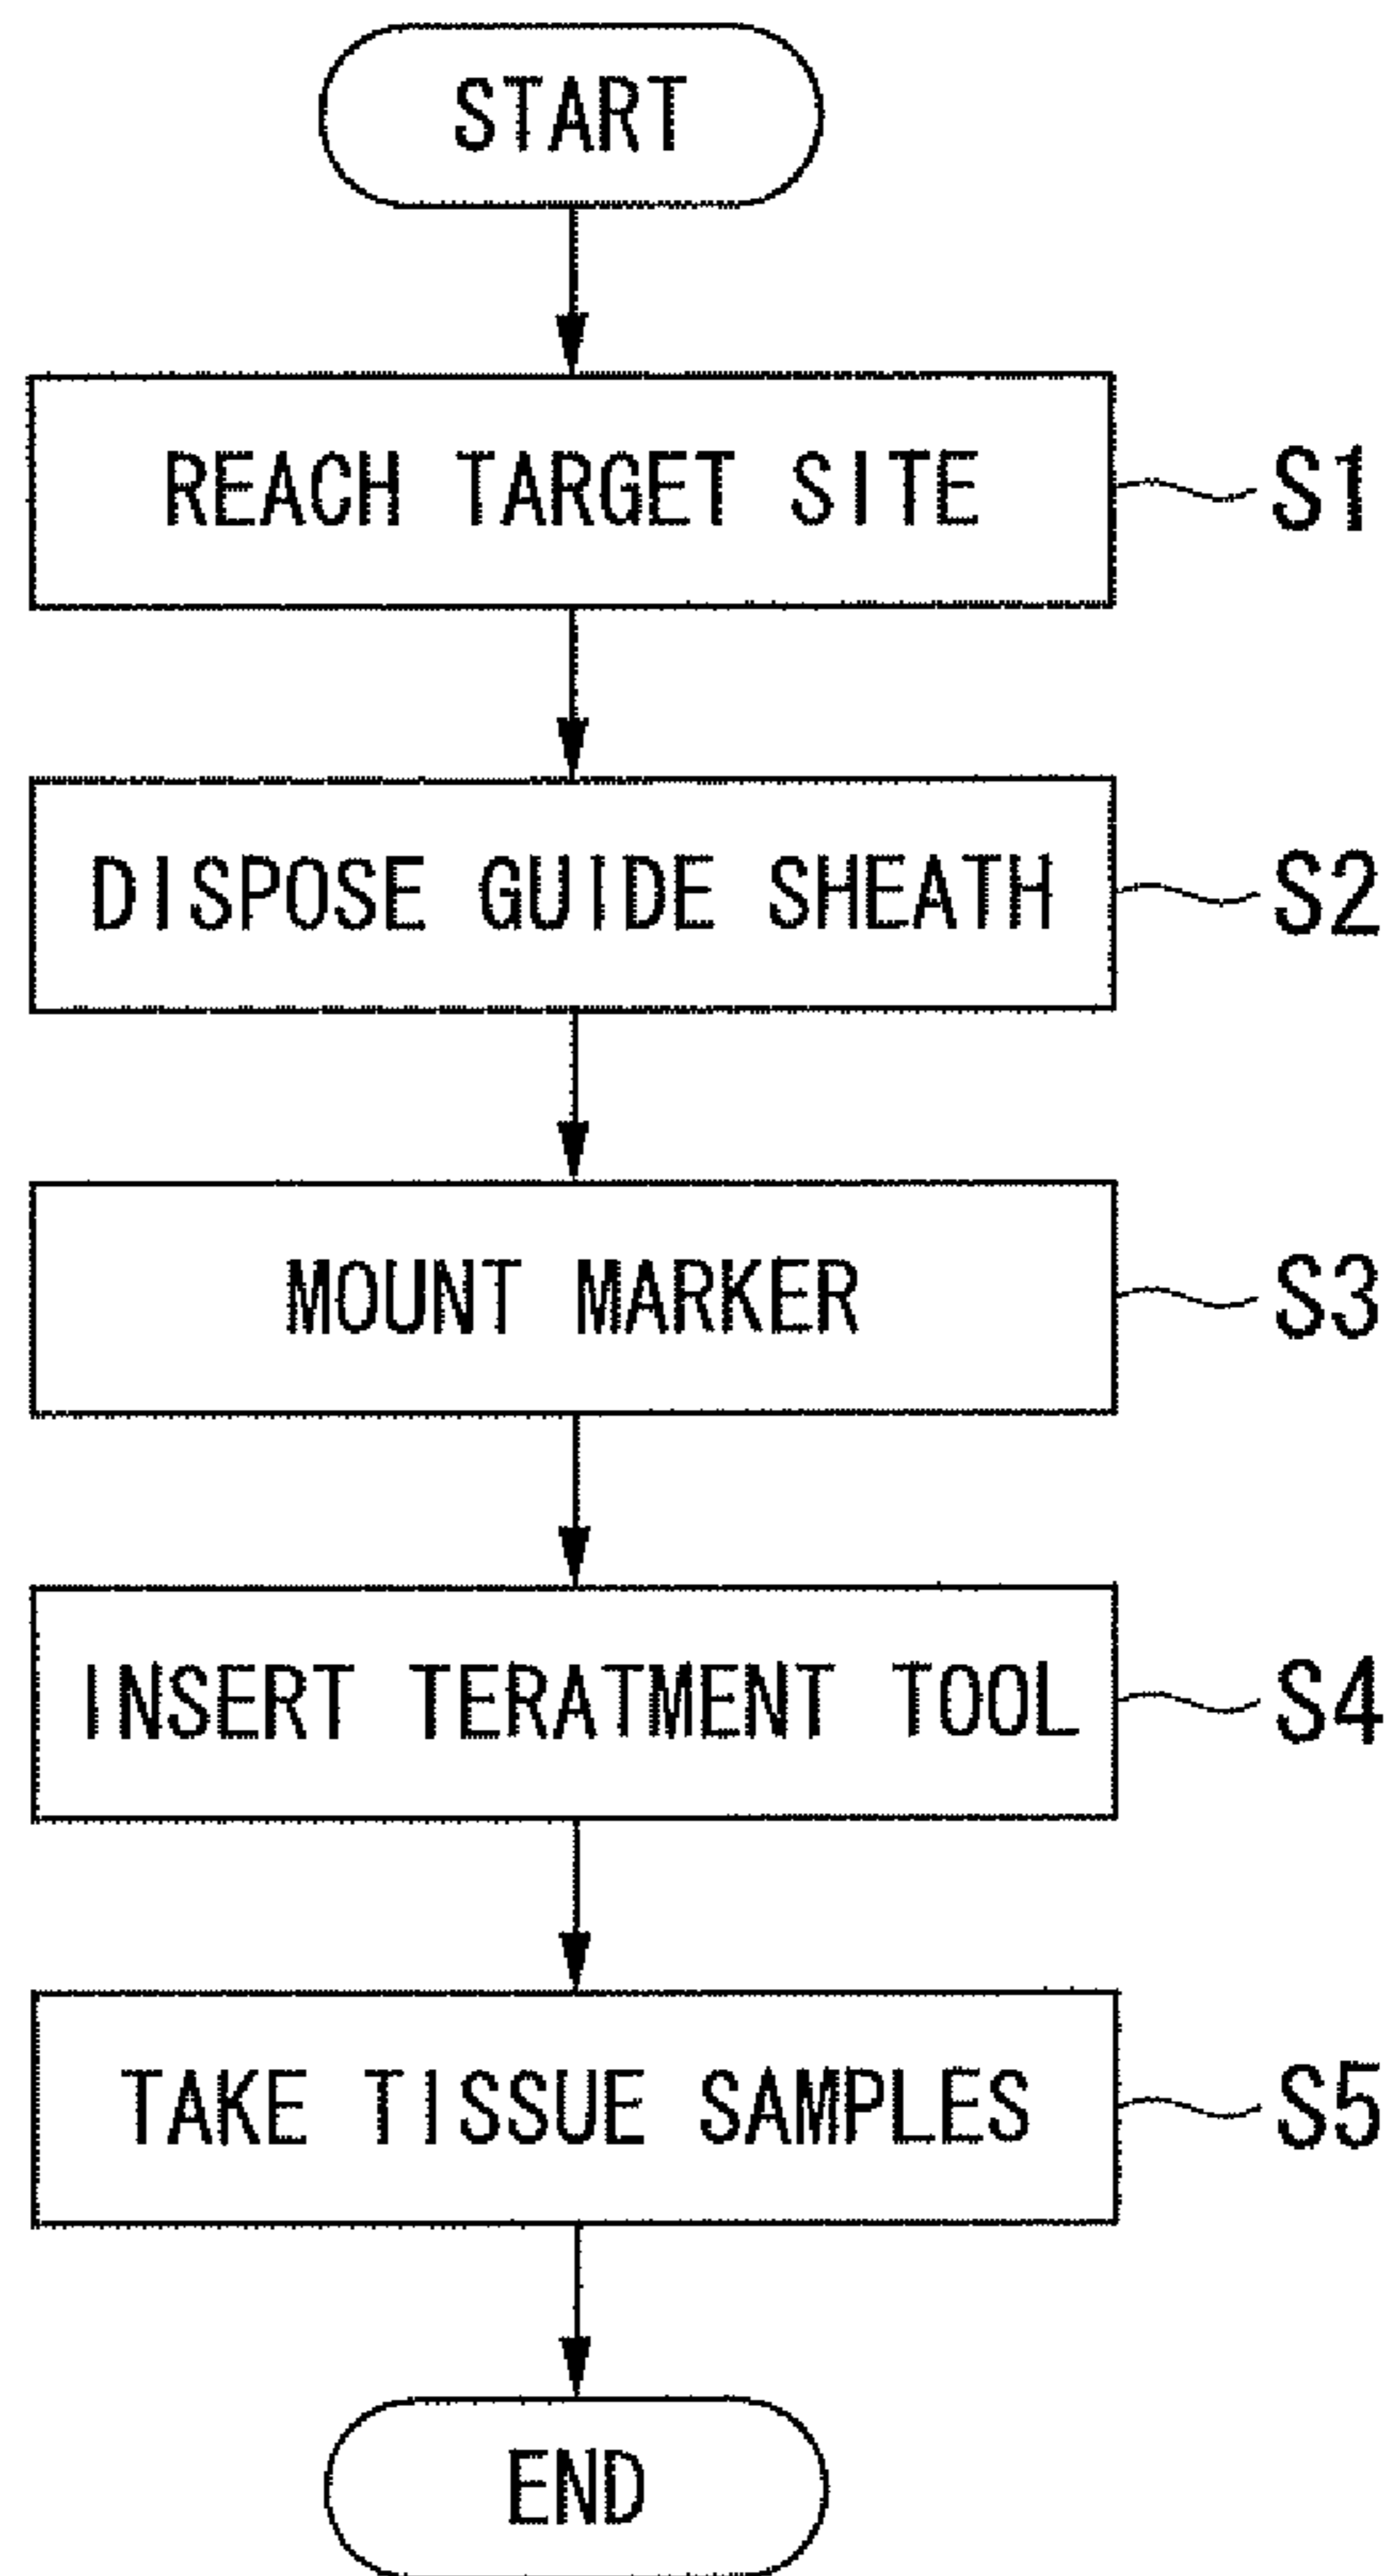 START
REACH TARGET SITE S1
DISPOSE GUIDE SHEATH S2
MOUNT MARKER S3
INSERT TERATMENT TOOL S4
TAKE TISSUE SAMPLES S5
END